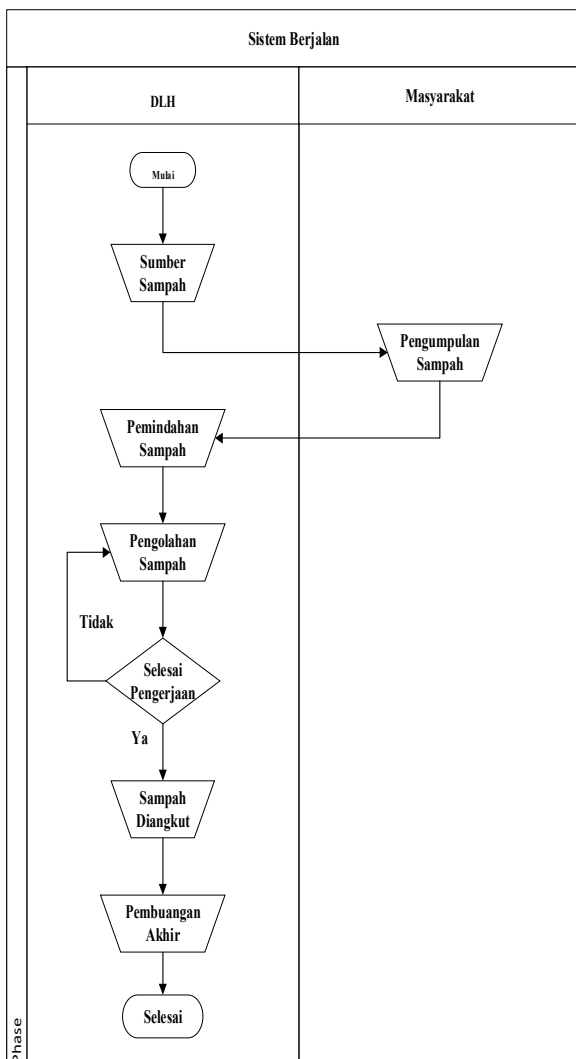 Sistem Berjalan
DLH
Masyarakat
Mulai
Sumber
Sampah
Pengumpulan
Sampah
Pemindahan
Sampah
Pengolahan
Sampah
Tidak
Selesai
Pengerjaan
Ya
Sampah
Diangkut
Pembuangan
Akhir
Selesai
Phase